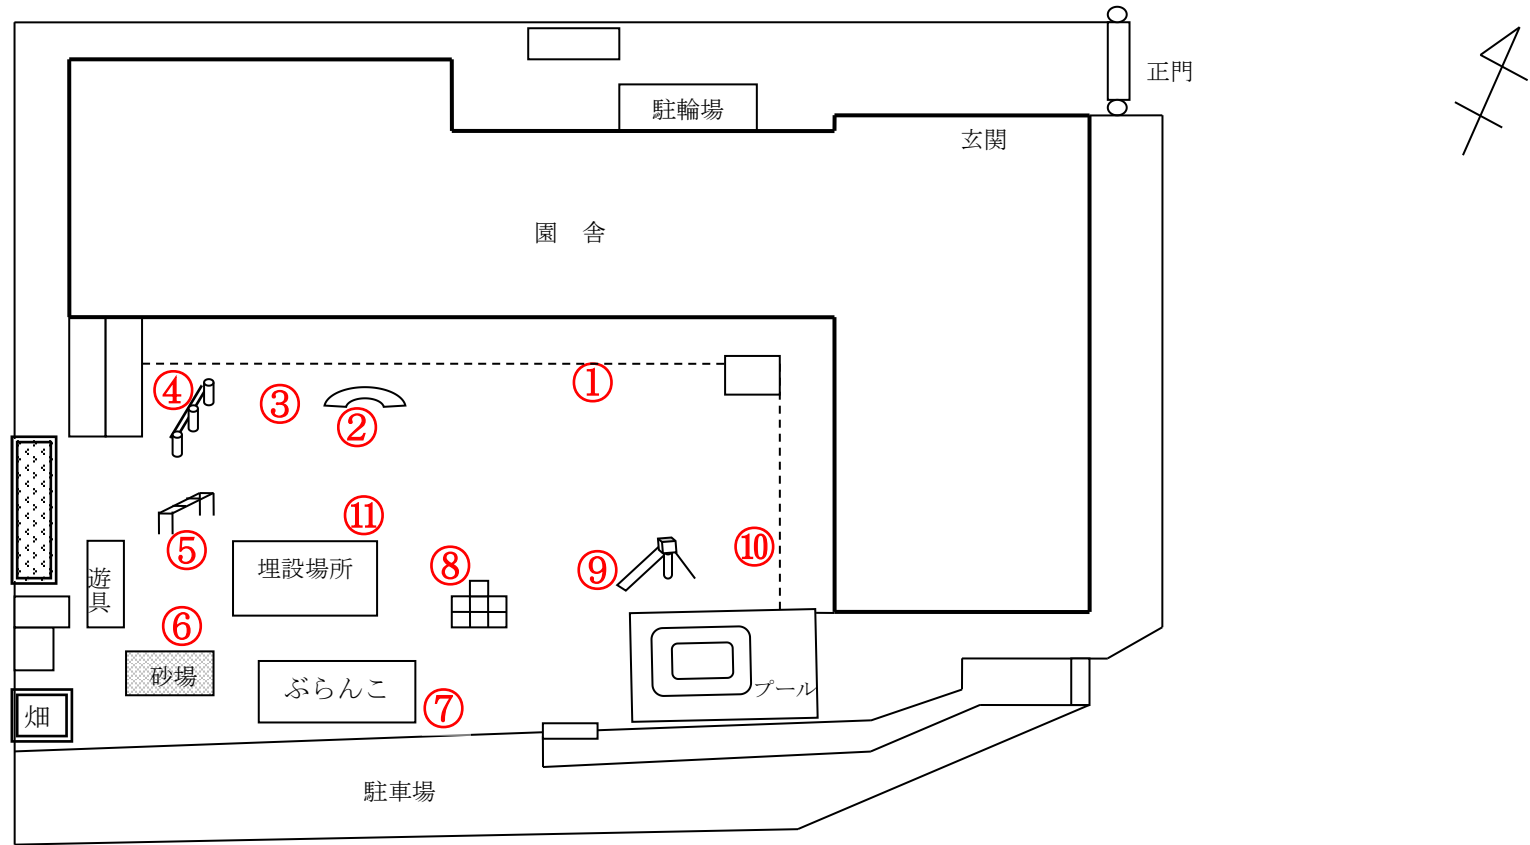 正門
駐輪場
玄関
園　舎
①
④
③
②
⑪
⑩
⑤
⑧
⑨
埋設場所
遊具
⑥
砂場
ぶらんこ
プール
⑦
畑
駐車場